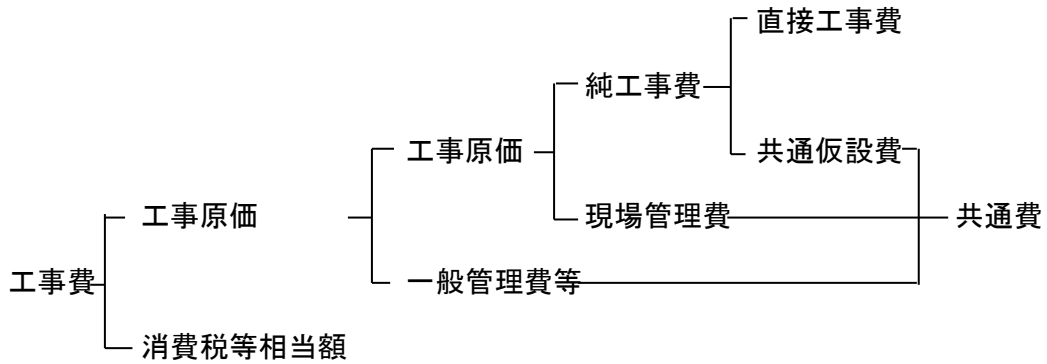 直接工事費
純工事費
工事原価
共通仮設費
工事原価
現場管理費
共通費
工事費
一般管理費等
消費税等相当額